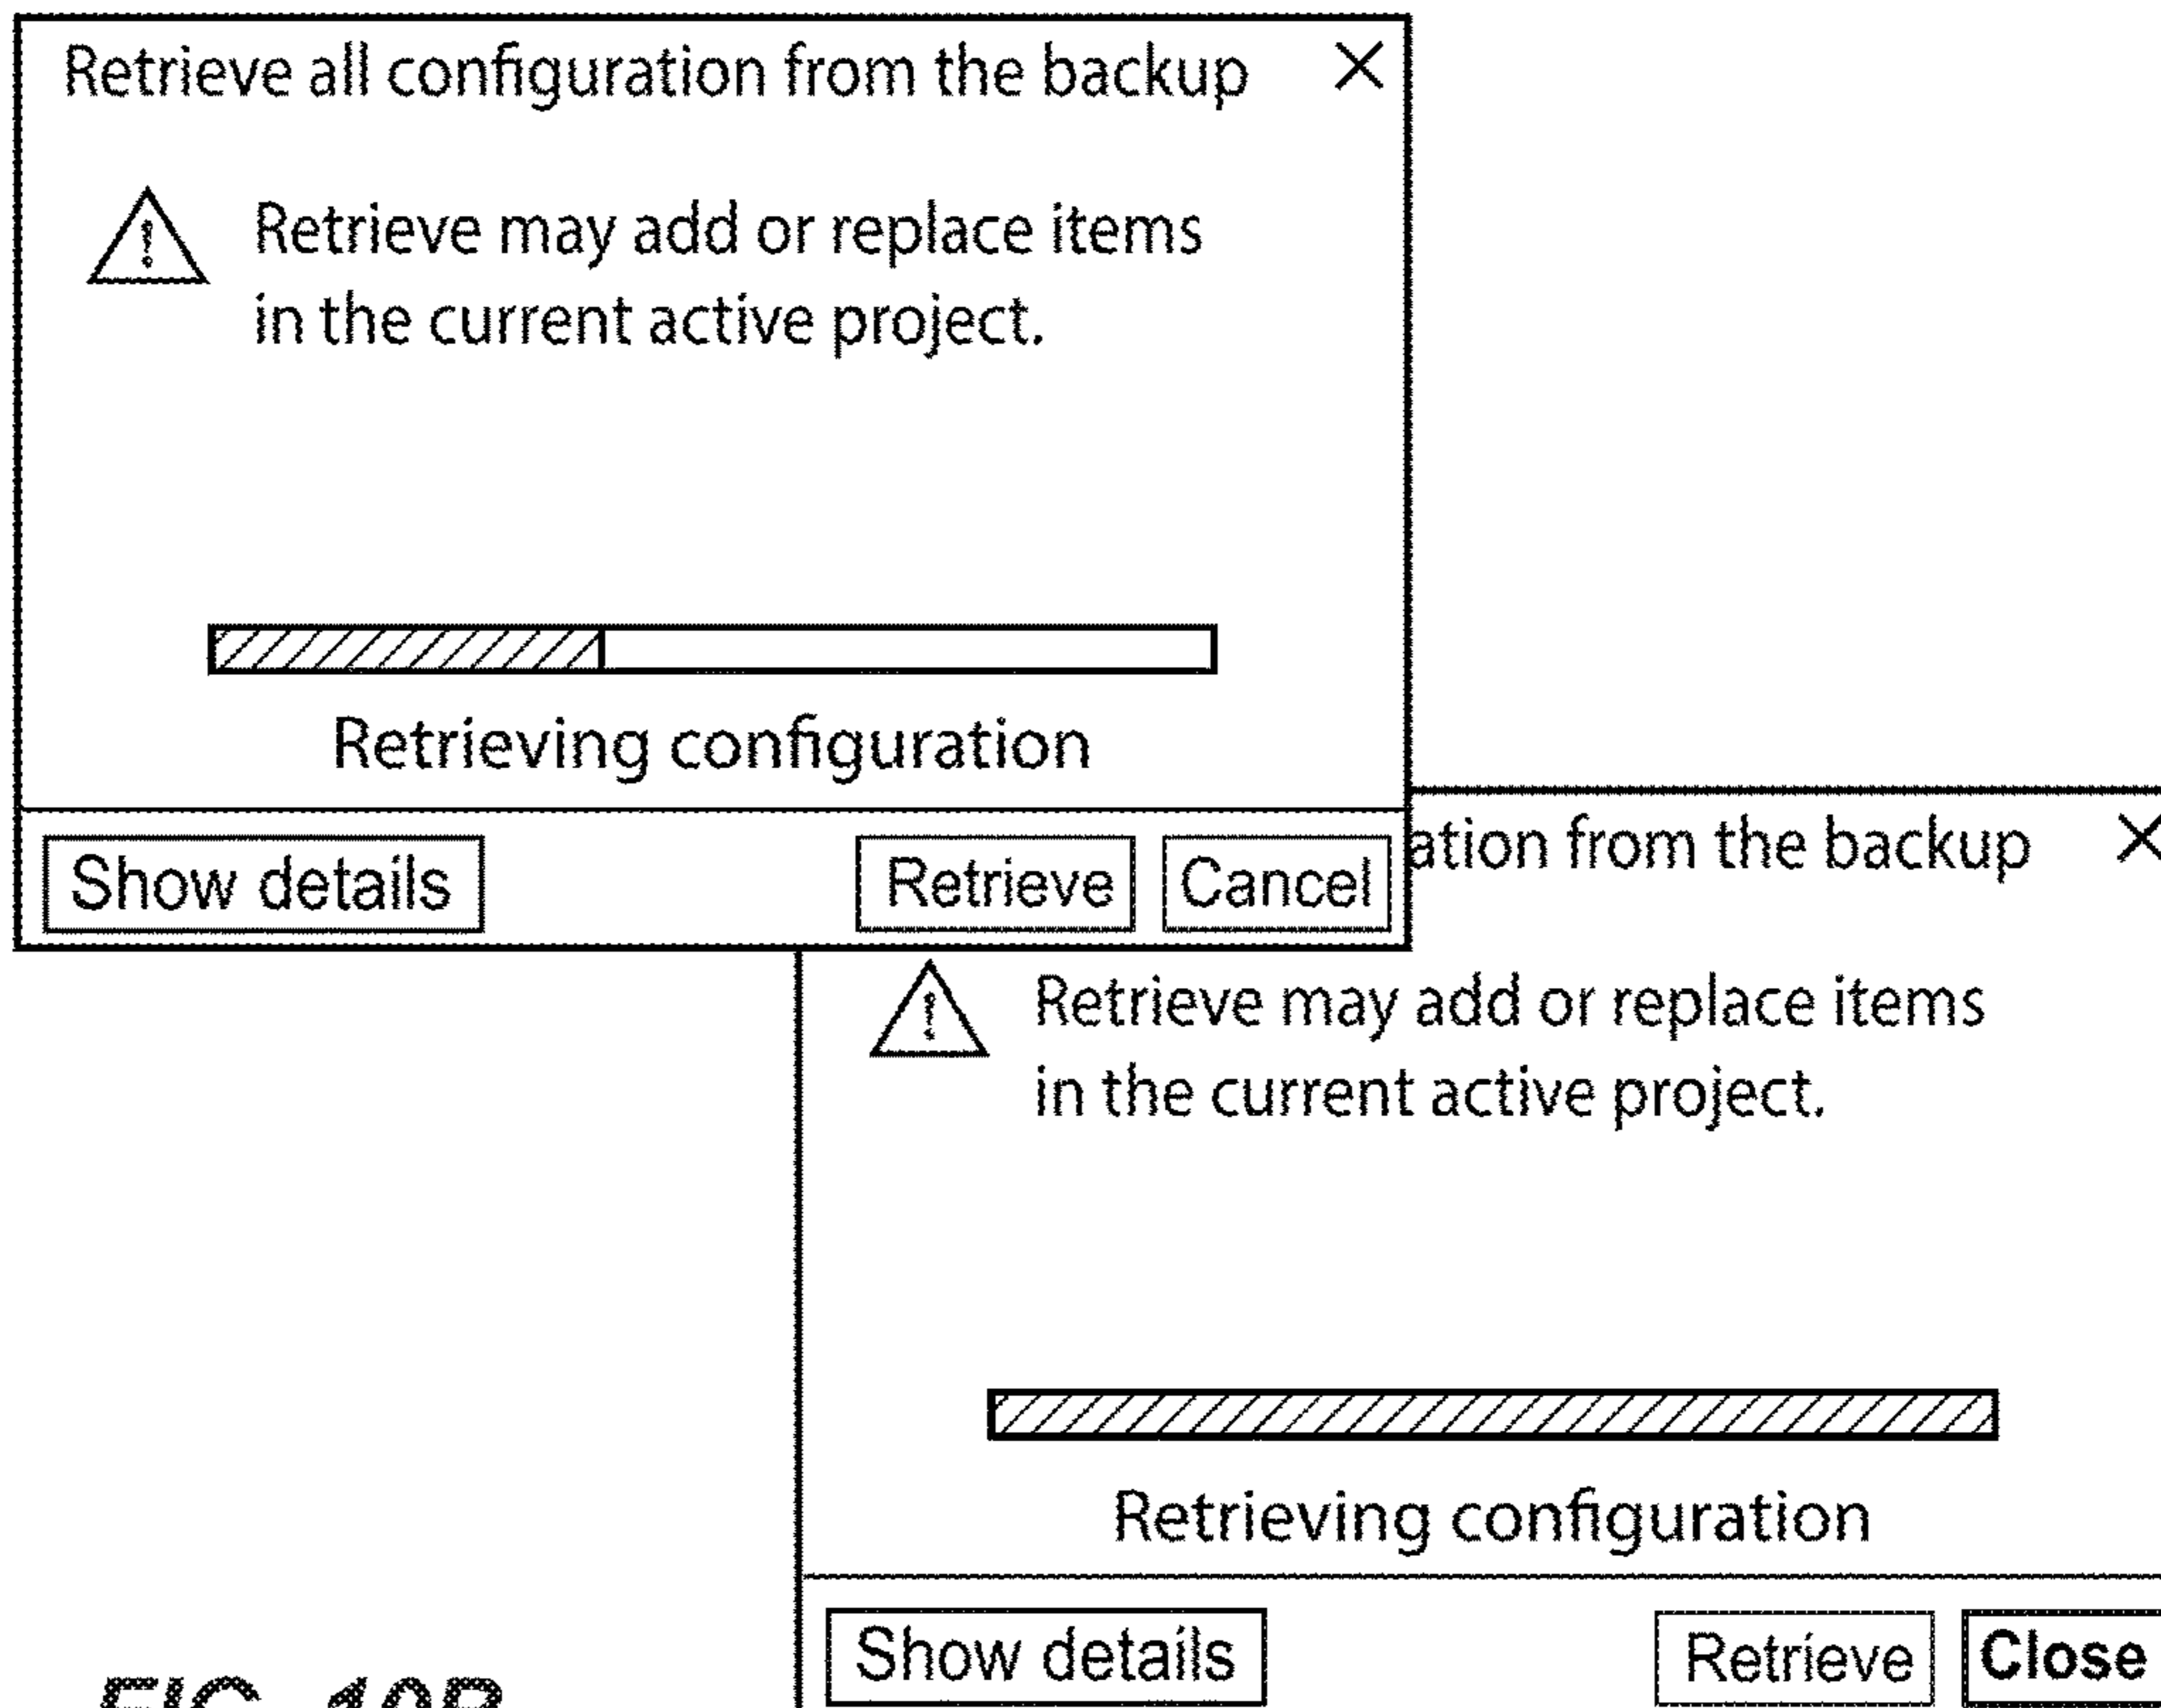 Retrieve all configuration from the backup
Retrieve may add or replace items
in the current active project.
Retrieving configuration
Show details Retrieve Cancel
ation from the backup
Retrieve may add or replace items
in the current active project.
Retrieving configuration
Show details Retrieve Close
FIG. 10B